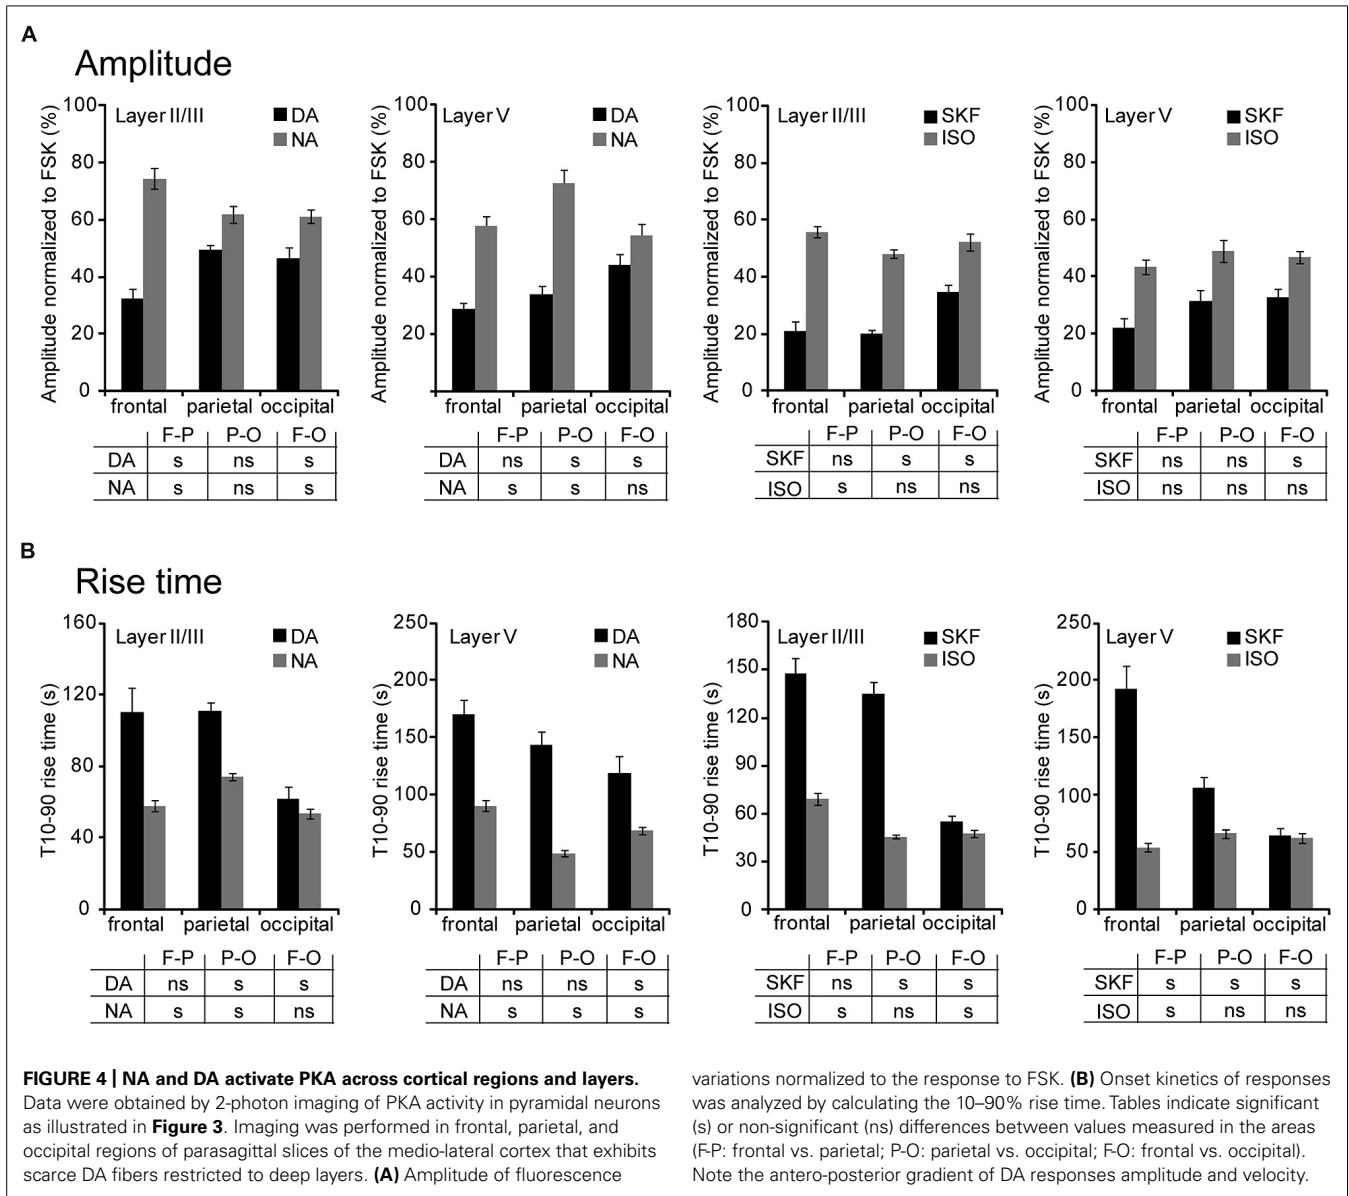 A
Amplitude
Amplitude normalized to FSK (%)
100
80
60
40
20
0
Layer II/III
DA
NA
frontal parietal occipital
F-P P-O F-O
DA s ns s
NA s ns s
Amplitude normalized to FSK (%)
100
80
60
40
20
0
Layer V
DA
NA
frontal parietal occipital
F-P P-O F-O
DA ns s s
NA s s ns
Amplitude normalized to FSK (%)
100
80
60
40
20
0
Layer II/III
SKF
ISO
frontal parietal occipital
F-P P-O F-O
SKF ns s s
ISO s ns ns
Amplitude normalized to FSK (%)
100
80
60
40
20
0
Layer V
SKF
ISO
frontal parietal occipital
F-P P-O F-O
SKF ns ns s
ISO ns ns ns
B
Rise time
T10-90 rise time (s)
160
120
80
40
0
Layer II/III
DA
NA
frontal parietal occipital
F-P P-O F-O
DA ns s s
NA s s ns
T10-90 rise time (s)
250
200
150
100
50
0
Layer V
DA
NA
frontal parietal occipital
F-P P-O F-O
DA ns ns s
NA s s s
T10-90 rise time (s)
180
150
120
90
60
30
0
Layer II/III
SKF
ISO
frontal parietal occipital
F-P P-O F-O
SKF ns s s
ISO s ns s
T10-90 rise time (s)
250
200
150
100
50
0
Layer V
SKF
ISO
frontal parietal occipital
F-P P-O F-O
SKF s s s
ISO s ns ns
FIGURE 4 | NA and DA activate PKA across cortical regions and layers.
Data were obtained by 2-photon imaging of PKA activity in pyramidal neurons
as illustrated in Figure 3. Imaging was performed in frontal, parietal, and
occipital regions of parasagittal slices of the medio-lateral cortex that exhibits
scarce DA fibers restricted to deep layers. (A) Amplitude of fluorescence
variations normalized to the response to FSK. (B) Onset kinetics of responses
was analyzed by calculating the 10–90% rise time. Tables indicate significant
(s) or non-significant (ns) differences between values measured in the areas
(F-P: frontal vs. parietal; P-O: parietal vs. occipital; F-O: frontal vs. occipital).
Note the antero-posterior gradient of DA responses amplitude and velocity.